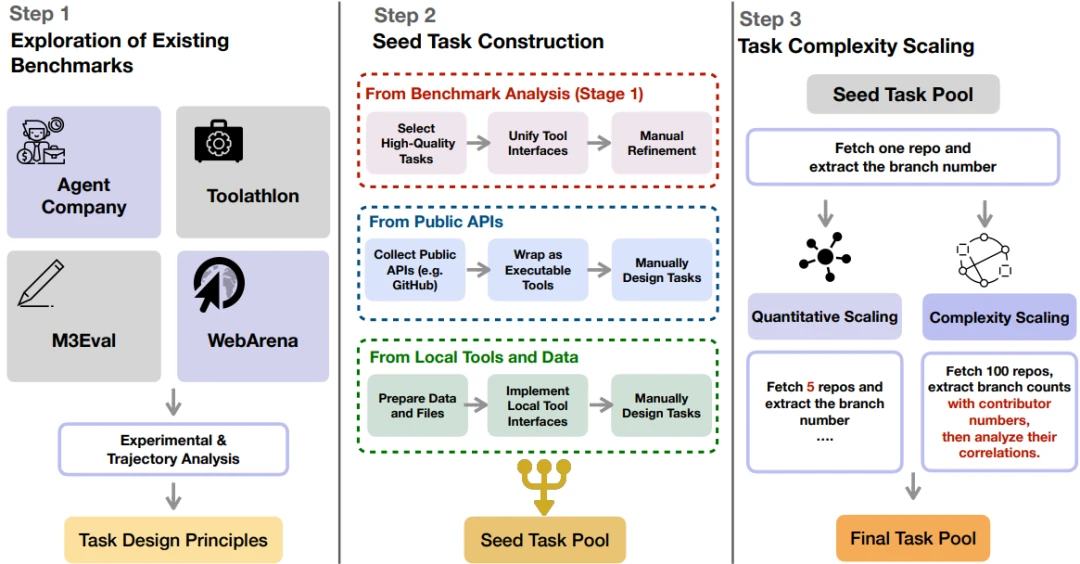 Step 1
Exploration of Existing
Benchmarks
Agent
Company
Toolathlon
M3Eval
WebArena
Experimental &
Trajectory Analysis
Task Design Principles
Step 2
Seed Task Construction
From Benchmark Analysis (Stage 1)
Select
High-Quality
Tasks
Unify Tool
Interfaces
Manual
Refinement
From Public APIs
Collect Public
APIs (e.g.
GitHub)
Wrap as
Executable
Tools
Manually
Design Tasks
From Local Tools and Data
Prepare Data
and Files
Implement
Local Tool
Interfaces
Manually
Design Tasks
Seed Task Pool
Step 3
Task Complexity Scaling
Seed Task Pool
Fetch one repo and
extract the branch number
Quantitative Scaling
Complexity Scaling
Fetch 5 repos and
extract the branch
number
....
Fetch 100 repos,
extract branch counts
with contributor
numbers,
then analyze their
correlations.
Final Task Pool